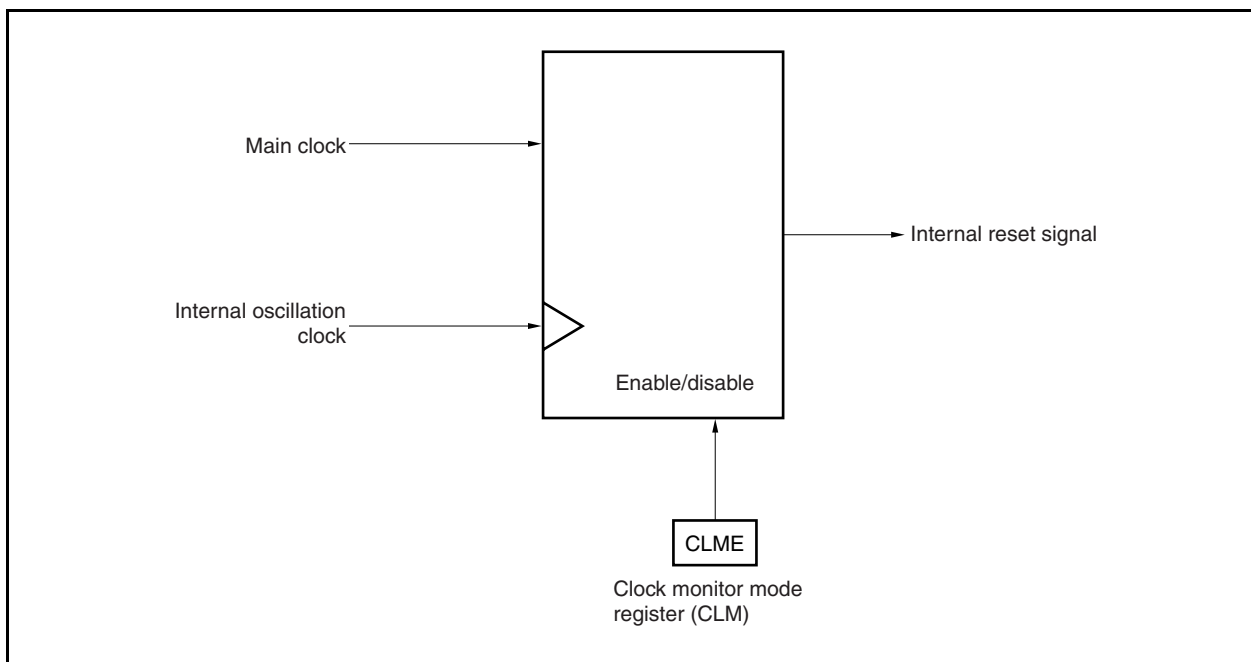 Main clock
Internal reset signal
Internal oscillation
clock
Enable/disable
CLME
Clock monitor mode
register (CLM)